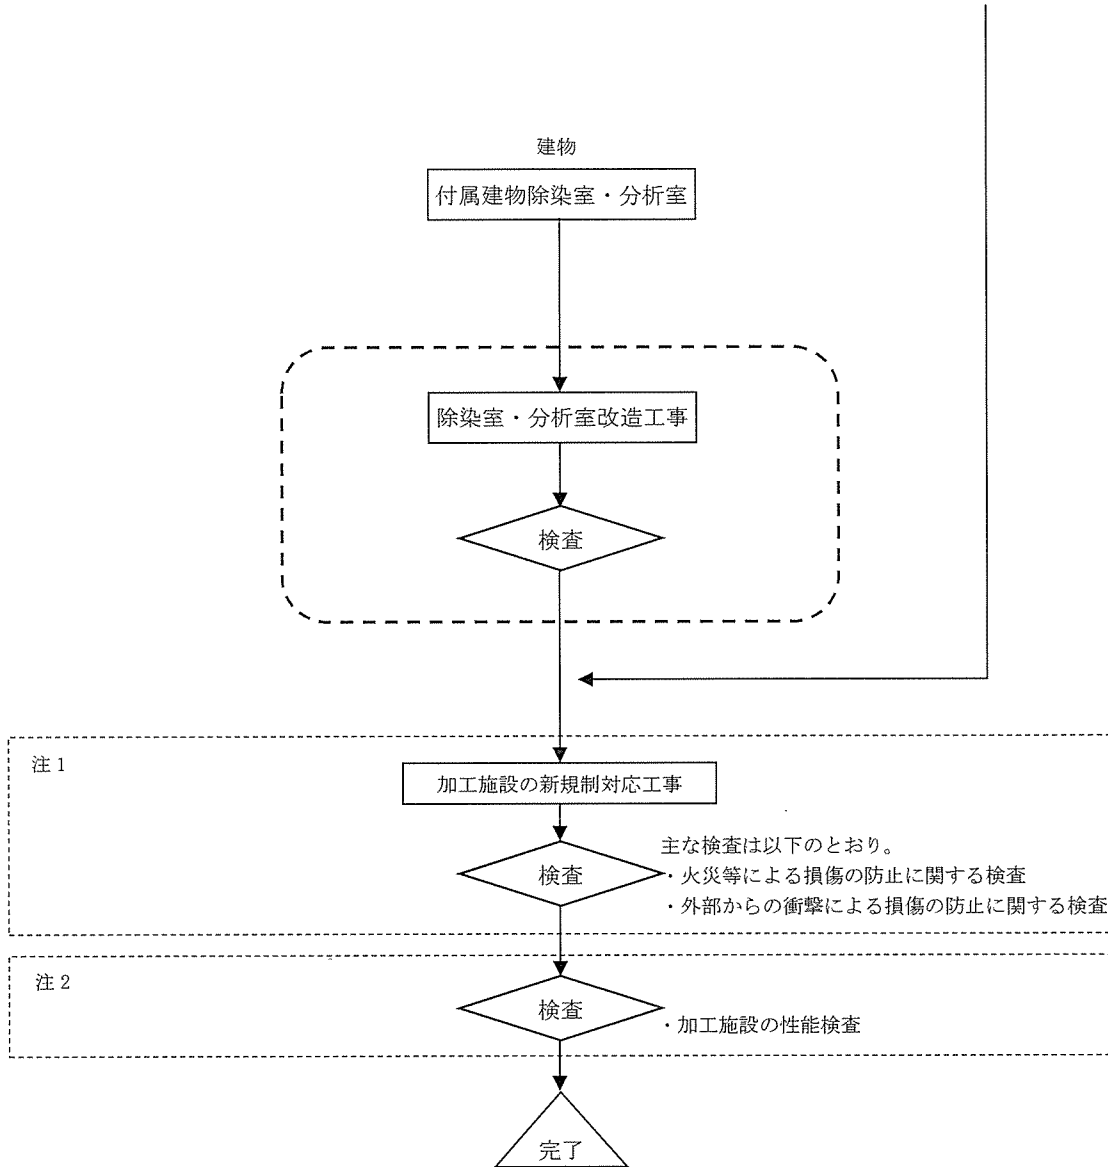 建物
付属建物除染室・分析室
除染室・分析室改造工事
検査
注1
加工施設の新規制対応工事
検査
主な検査は以下のとおり。
・火災等による損傷の防止に関する検査
・外部からの衝撃による損傷の防止に関する検査
注2
検査
・加工施設の性能検査
完了